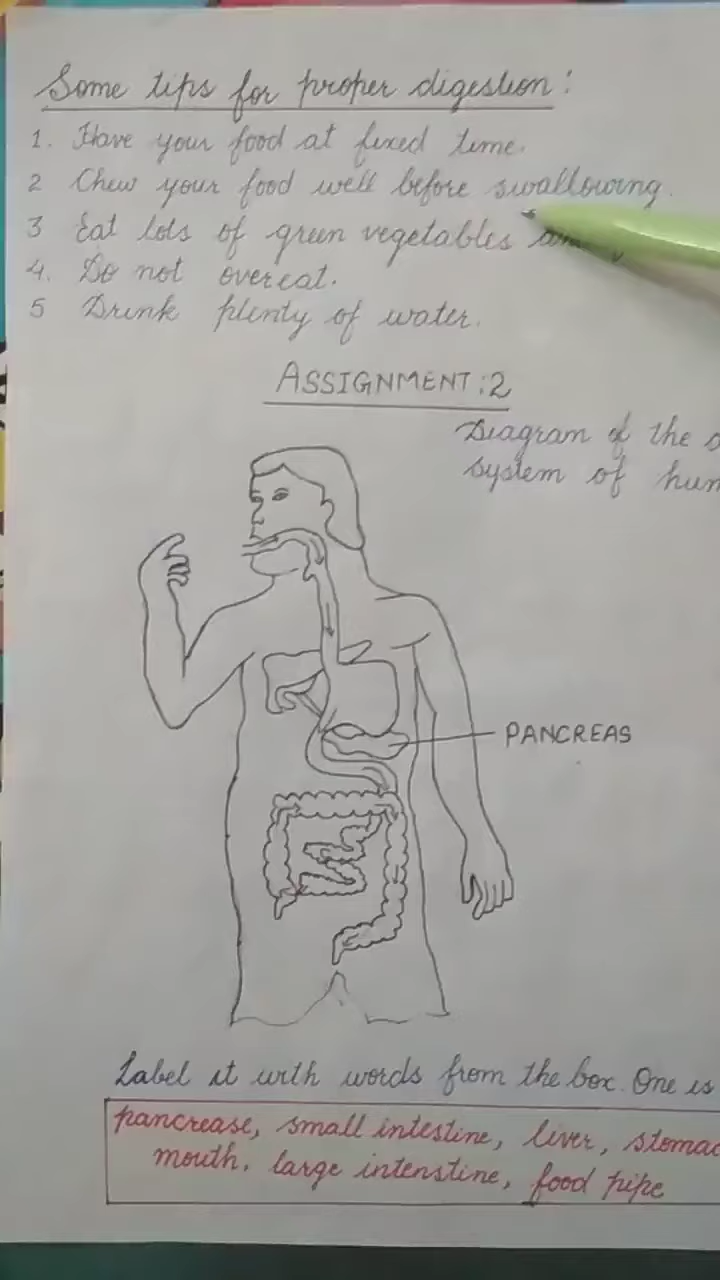 Some tips for proper digestion:
1. Have your food at fixed time.
2 Chew your food well before swallowing.
3 Eat lots of green vegetables
4. Do not overeat.
5 Drink plenty of water.
ASSIGNMENT:2
Diagram of the
system of
PANCREAS
Label it with words from the box. One is
pancrease, small intestine, liver, stomac
mouth, large intenstine, food pipe